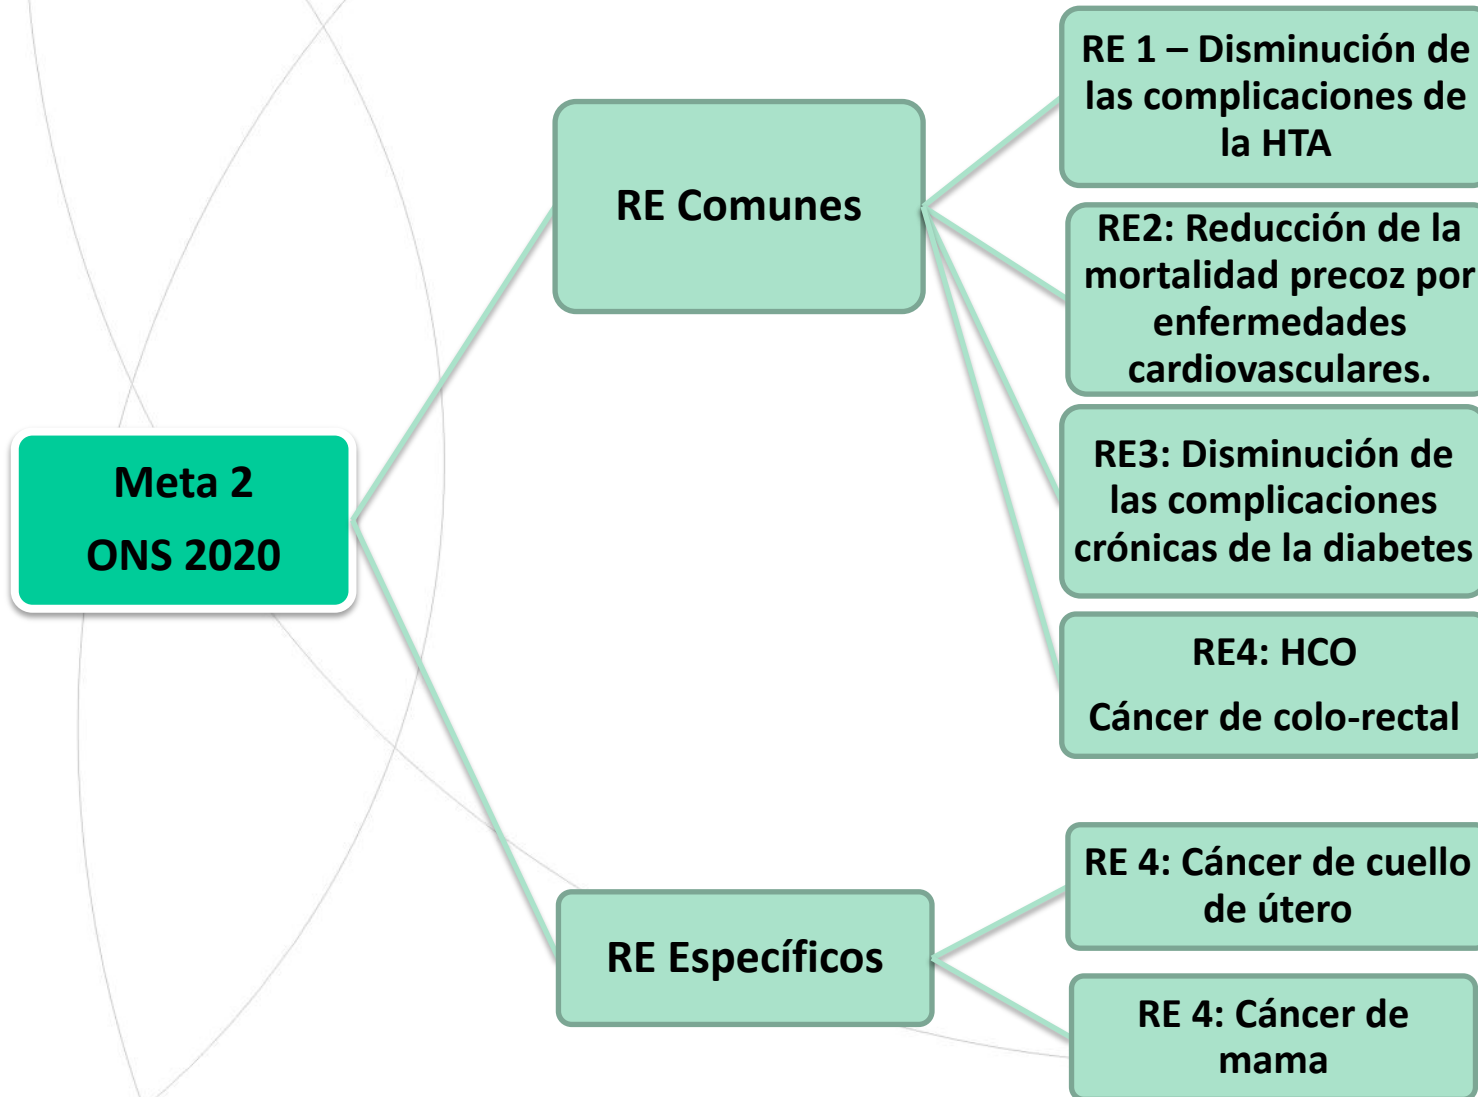 Meta 2
ONS 2020
RE Comunes
RE 1 – Disminución de
las complicaciones de
la HTA
RE2: Reducción de la
mortalidad precoz por
enfermedades
cardiovasculares.
RE3: Disminución de
las complicaciones
crónicas de la diabetes
RE4: HCO
Cáncer de colo-rectal
RE Específicos
RE 4: Cáncer de cuello
de útero
RE 4: Cáncer de
mama